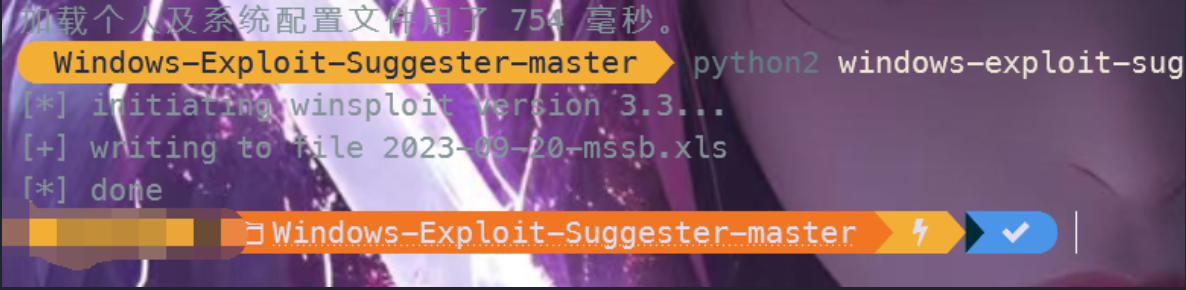 加载个人及系统配置文件用了 754 毫秒。
Windows-Exploit-Suggester-master python2 windows-exploit-sug
[*] initiating winsploit version 3.3...
[+] writing to file 2023-09-20-mssb.xls
[*] done
Windows-Exploit-Suggester-master